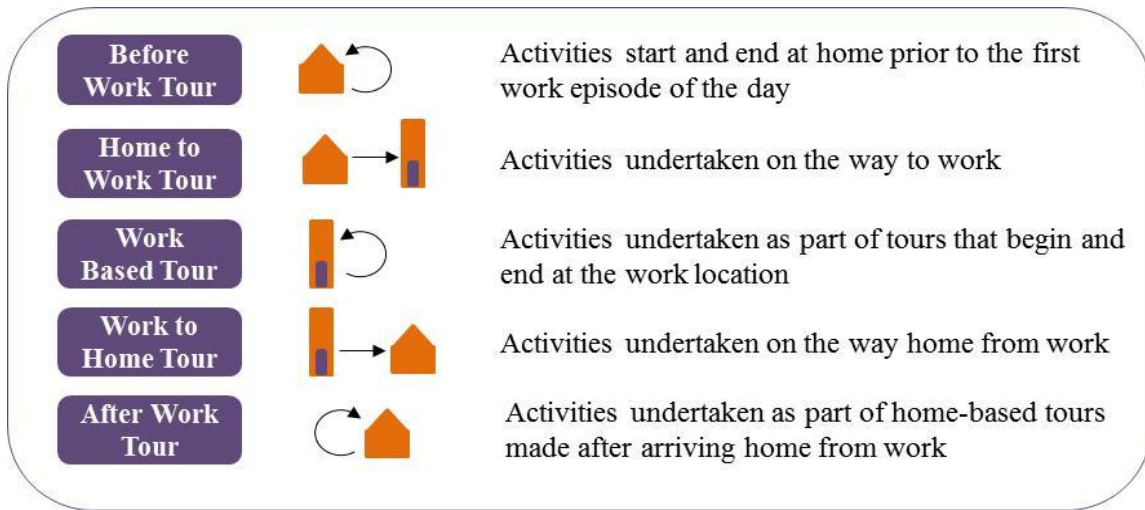 Before
Work Tour
Activities start and end at home prior to the first
work episode of the day
Home to
Work Tour
Activities undertaken on the way to work
Work
Based Tour
Activities undertaken as part of tours that begin and
end at the work location
Work to
Home Tour
Activities undertaken on the way home from work
After Work
Tour
Activities undertaken as part of home-based tours
made after arriving home from work